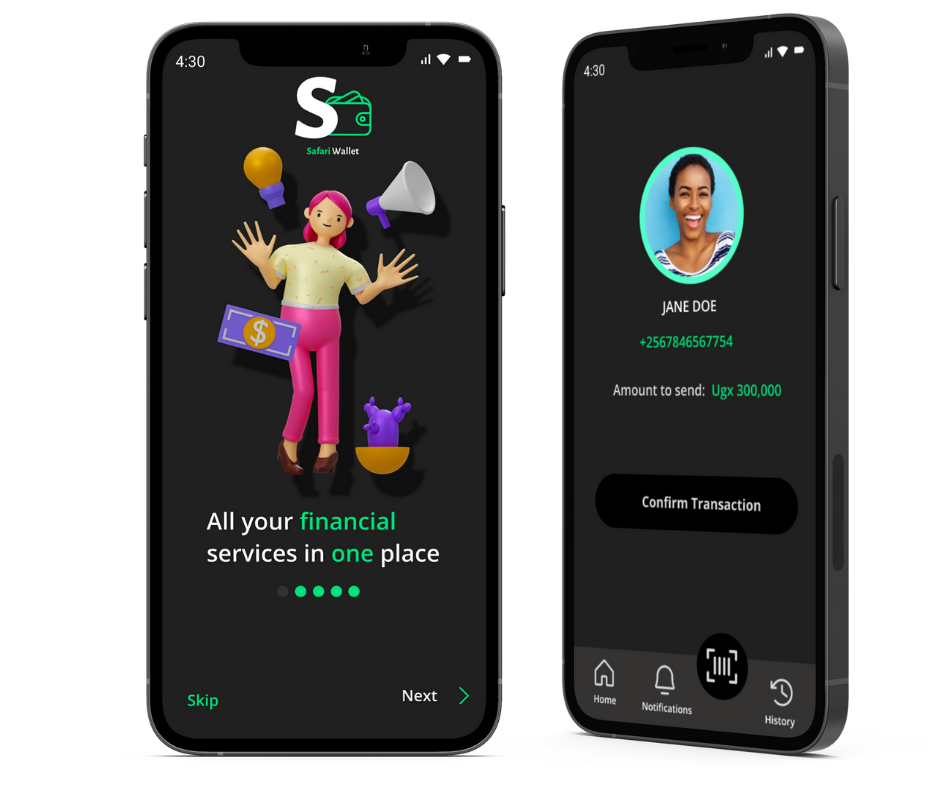 4:30
S
Safari Wallet
$
All your financial
services in one place
Skip
Next
4:30
JANE DOE
+2567846567754
Amount to send: Ugx 300,000
Confirm Transaction
Home
Notifications
History